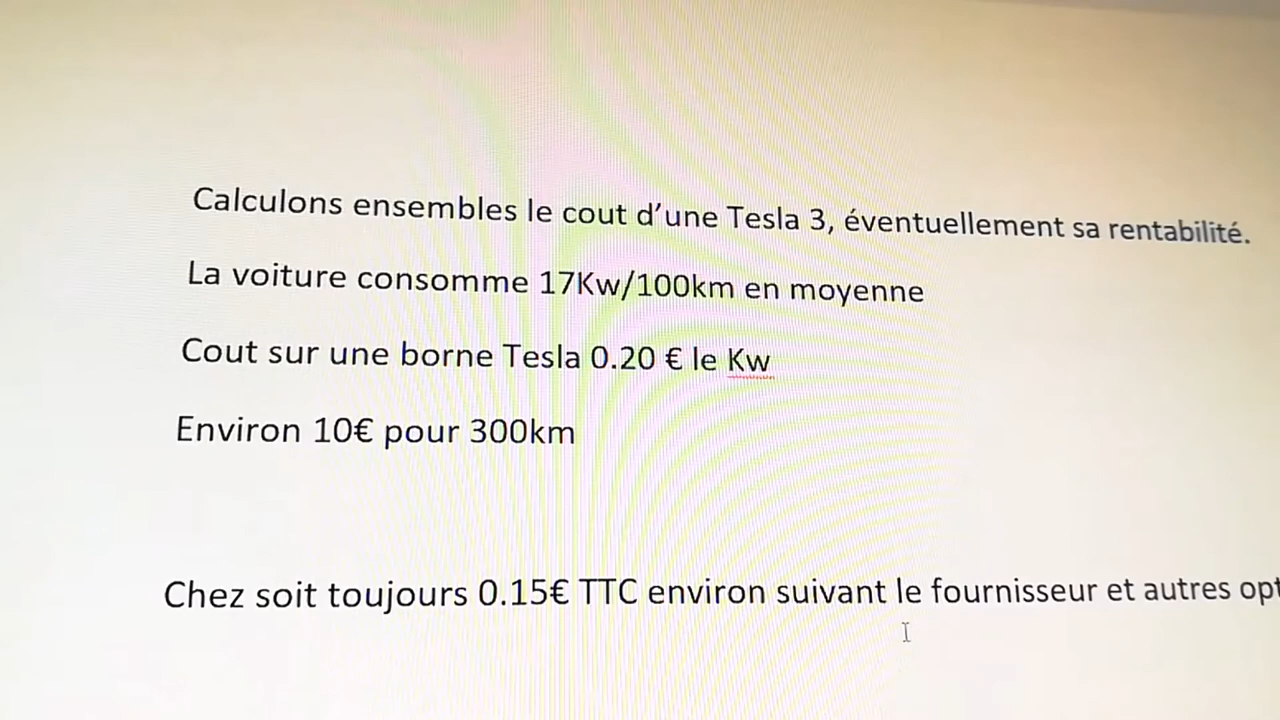 Calculons ensembles le cout d’une Tesla 3, éventuellement sa rentabilité.
La voiture consomme 17Kw/100km en moyenne
Cout sur une borne Tesla 0.20 € le Kw
Environ 10€ pour 300km
Chez soit toujours 0.15€ TTC environ suivant le fournisseur et autres